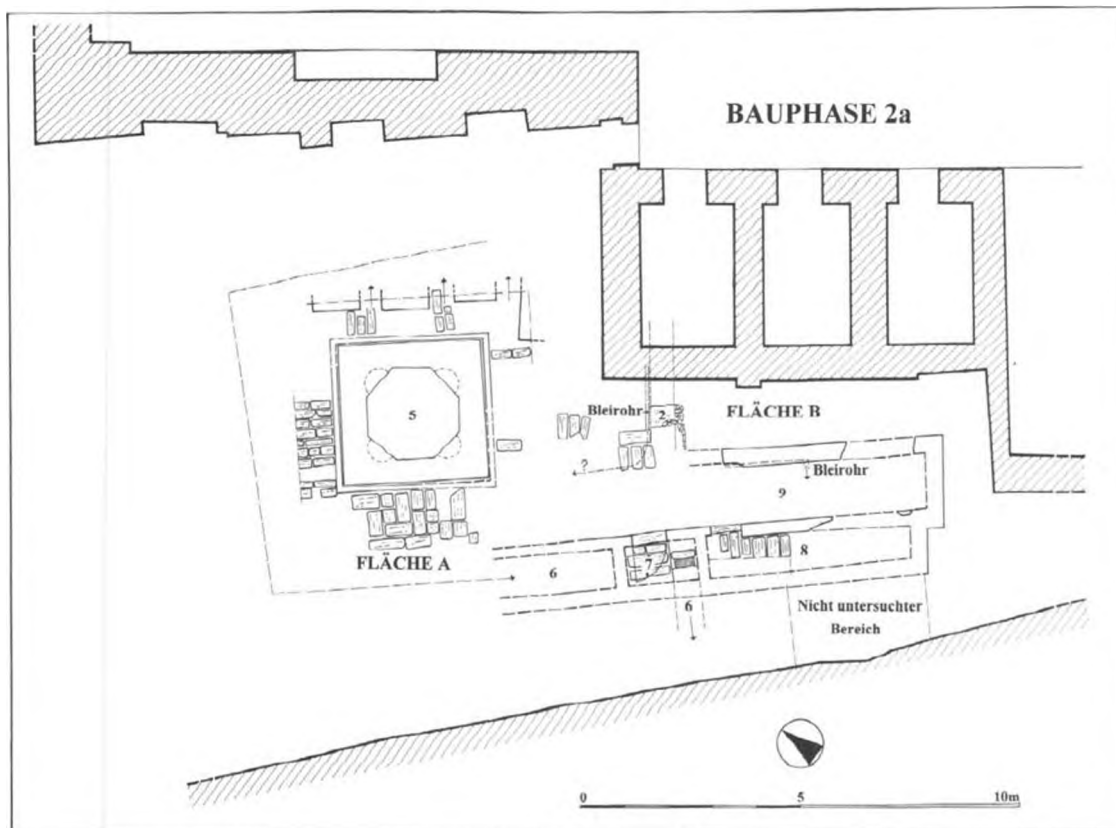 BAUPHASE 2a
5
Bleirohr
2
FLÄCHE B
?
Bleirohr
9
FLÄCHE A
6
7
8
6
Nicht untersuchter
Bereich
0 5 10m